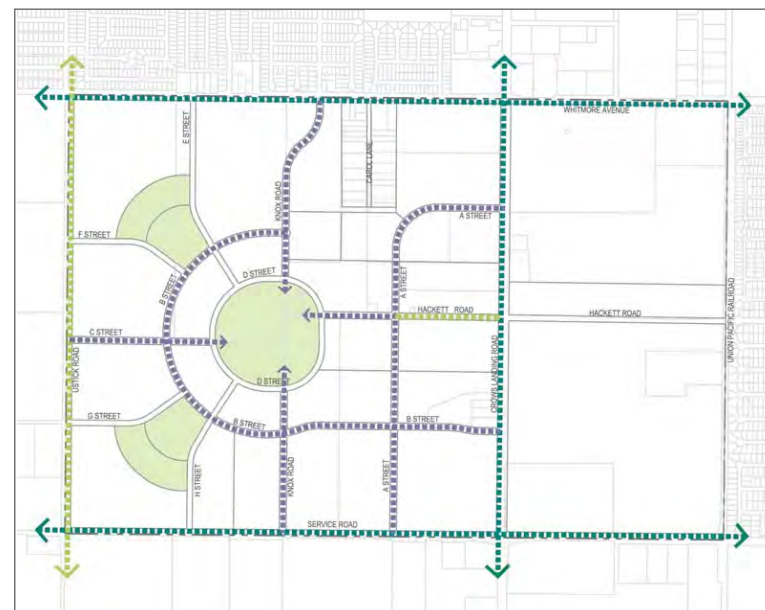 WHITMORE AVENUE
E STREET
CAROL LANE
KNOX ROAD
A STREET
F STREET
B STREET
D STREET
A STREET
UNION PACIFIC RAILROAD
HACKETT ROAD
HACKETT ROAD
C STREET
USTICK ROAD
CROWS LANDING ROAD
D STREET
G STREET
B STREET
B STREET
H STREET
KNOX ROAD
A STREET
SERVICE ROAD